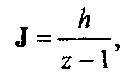 J = h / (z − 1),